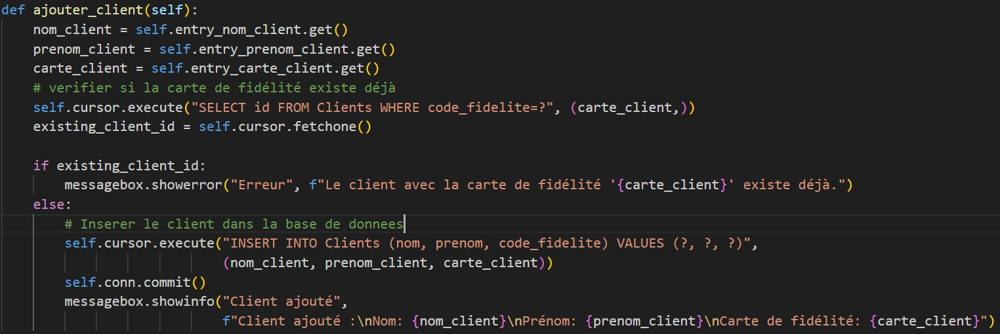 def ajouter_client(self):
    nom_client = self.entry_nom_client.get()
    prenom_client = self.entry_prenom_client.get()
    carte_client = self.entry_carte_client.get()
    # verifier si la carte de fidélité existe déjà
    self.cursor.execute("SELECT id FROM Clients WHERE code_fidelite=?", (carte_client,))
    existing_client_id = self.cursor.fetchone()

    if existing_client_id:
        messagebox.showerror("Erreur", f"Le client avec la carte de fidélité '{carte_client}' existe déjà.")
    else:
        # Inserer le client dans la base de donnees
        self.cursor.execute("INSERT INTO Clients (nom, prenom, code_fidelite) VALUES (?, ?, ?)",
                            (nom_client, prenom_client, carte_client))
        self.conn.commit()
        messagebox.showinfo("Client ajouté",
                            f"Client ajouté :\nNom: {nom_client}\nPrénom: {prenom_client}\nCarte de fidélité: {carte_client}")